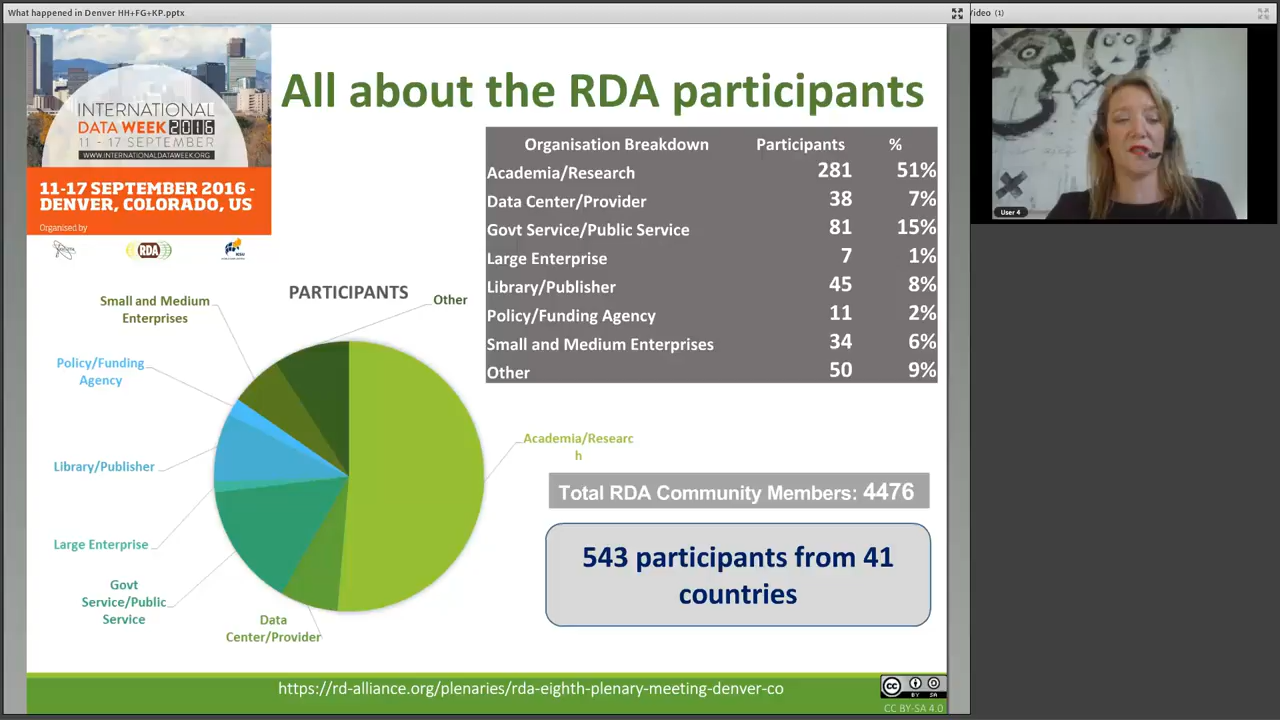 What happened in Denver HH+FG+KP.pptx
Video (1)
INTERNATIONAL
DATA WEEK 2016
11 - 17 SEPTEMBER
WWW.INTERNATIONALDATAWEEK.ORG
11-17 SEPTEMBER 2016 -
DENVER, COLORADO, US
Organised by
RDA
All about the RDA participants
Organisation Breakdown Participants %
Academia/Research 281 51%
Data Center/Provider 38 7%
Govt Service/Public Service 81 15%
Large Enterprise 7 1%
Library/Publisher 45 8%
Policy/Funding Agency 11 2%
Small and Medium Enterprises 34 6%
Other 50 9%
PARTICIPANTS
Other
Small and Medium
Enterprises
Policy/Funding
Agency
Library/Publisher
Large Enterprise
Govt
Service/Public
Service
Data
Center/Provider
Academia/Researc
h
Total RDA Community Members: 4476
543 participants from 41
countries
https://rd-alliance.org/plenaries/rda-eighth-plenary-meeting-denver-co
cc BY SA
CC BY-SA 4.0
User 4